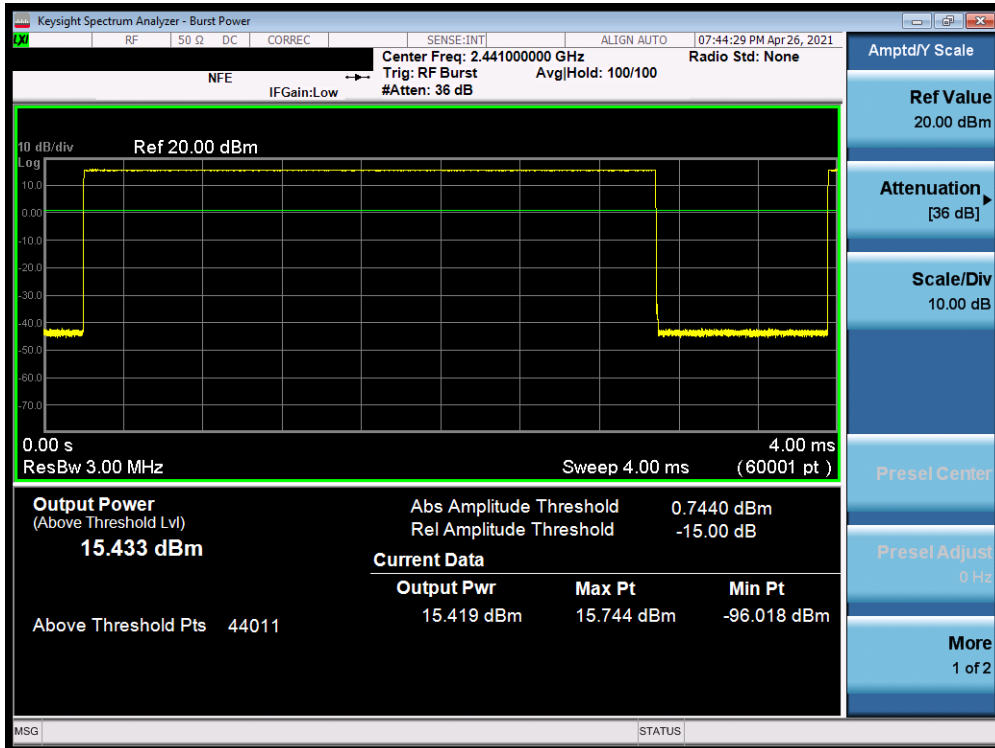 Keysight Spectrum Analyzer - Burst Power
LXI RF 50 Ω DC CORREC SENSE:INT ALIGN AUTO 07:44:29 PM Apr 26, 2021
Center Freq: 2.441000000 GHz Radio Std: None
NFE Trig: RF Burst Avg|Hold: 100/100
IFGain:Low #Atten: 36 dB
10 dB/div Ref 20.00 dBm
Log
10.0
0.00
-10.0
-20.0
-30.0
-40.0
-50.0
-60.0
-70.0
0.00 s 4.00 ms
ResBw 3.00 MHz Sweep 4.00 ms (60001 pt )
Output Power
(Above Threshold Lvl)
15.433 dBm
Above Threshold Pts 44011
Abs Amplitude Threshold 0.7440 dBm
Rel Amplitude Threshold -15.00 dB
Current Data
Output Pwr Max Pt Min Pt
15.419 dBm 15.744 dBm -96.018 dBm
Amptd/Y Scale
Ref Value
20.00 dBm
Attenuation
[36 dB]
Scale/Div
10.00 dB
Presel Center
Presel Adjust
0 Hz
More
1 of 2
MSG STATUS